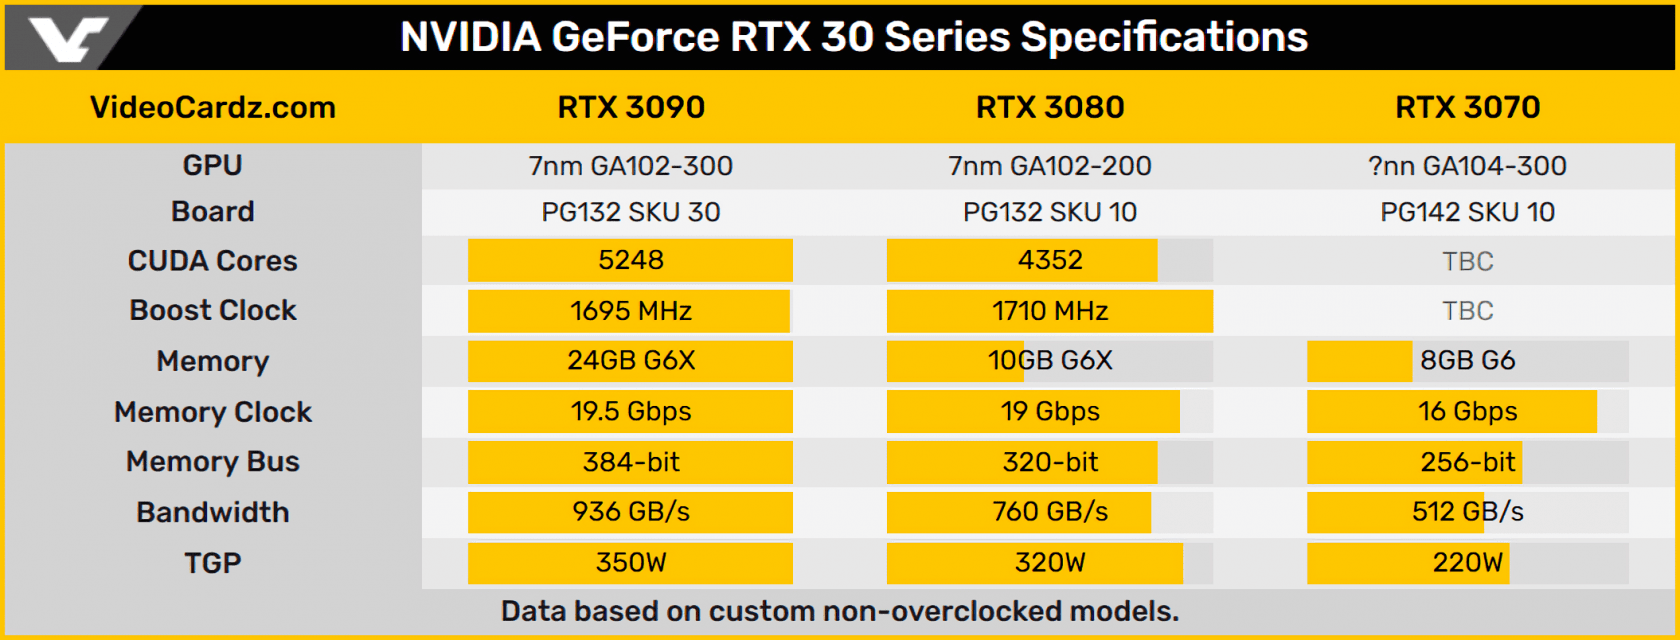 NVIDIA GeForce RTX 30 Series Specifications
VideoCardz.com RTX 3090 RTX 3080 RTX 3070
GPU 7nm GA102-300 7nm GA102-200 ?nn GA104-300
Board PG132 SKU 30 PG132 SKU 10 PG142 SKU 10
CUDA Cores 5248 4352 TBC
Boost Clock 1695 MHz 1710 MHz TBC
Memory 24GB G6X 10GB G6X 8GB G6
Memory Clock 19.5 Gbps 19 Gbps 16 Gbps
Memory Bus 384-bit 320-bit 256-bit
Bandwidth 936 GB/s 760 GB/s 512 GB/s
TGP 350W 320W 220W
Data based on custom non-overclocked models.